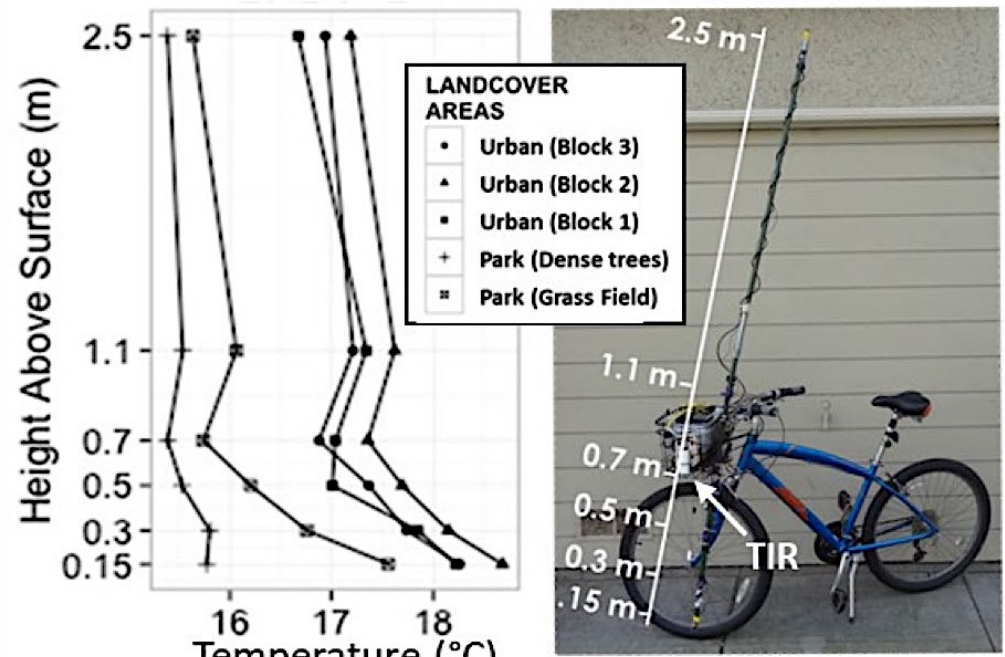 Height Above Surface (m)
2.5
1.1
0.7
0.5
0.3
0.15
16 17 18
Temperature (°C)
LANDCOVER
AREAS
Urban (Block 3)
Urban (Block 2)
Urban (Block 1)
Park (Dense trees)
Park (Grass Field)
2.5 m
1.1 m
0.7 m
0.5 m
0.3 m
.15 m
TIR